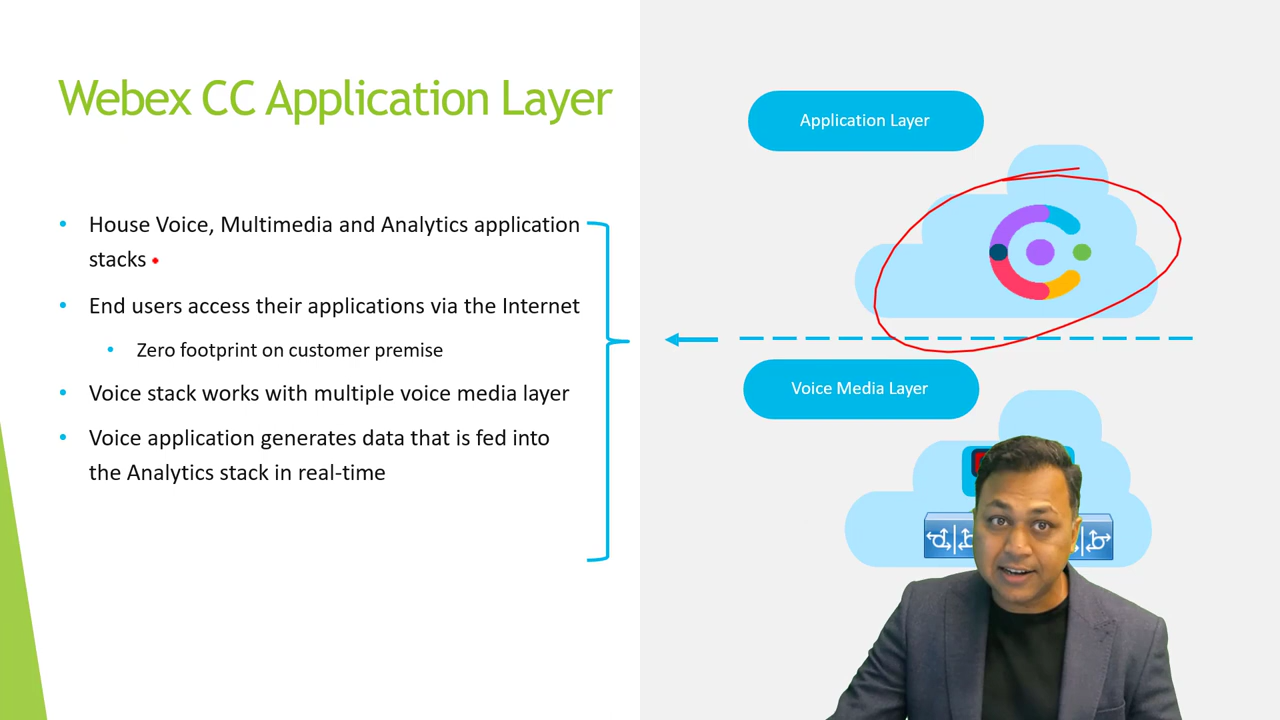 Webex CC Application Layer
House Voice, Multimedia and Analytics application
stacks
End users access their applications via the Internet
Zero footprint on customer premise
Voice stack works with multiple voice media layer
Voice application generates data that is fed into
the Analytics stack in real-time
Application Layer
Voice Media Layer